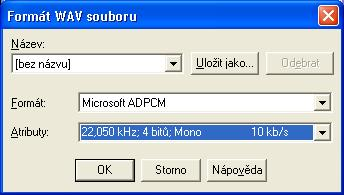 Formát WAV souboru
Název:
[bez názvu]
Uložit jako...
Odebrat
Formát:
Microsoft ADPCM
Atributy:
22,050 kHz; 4 bitů; Mono 10 kb/s
OK
Storno
Nápověda